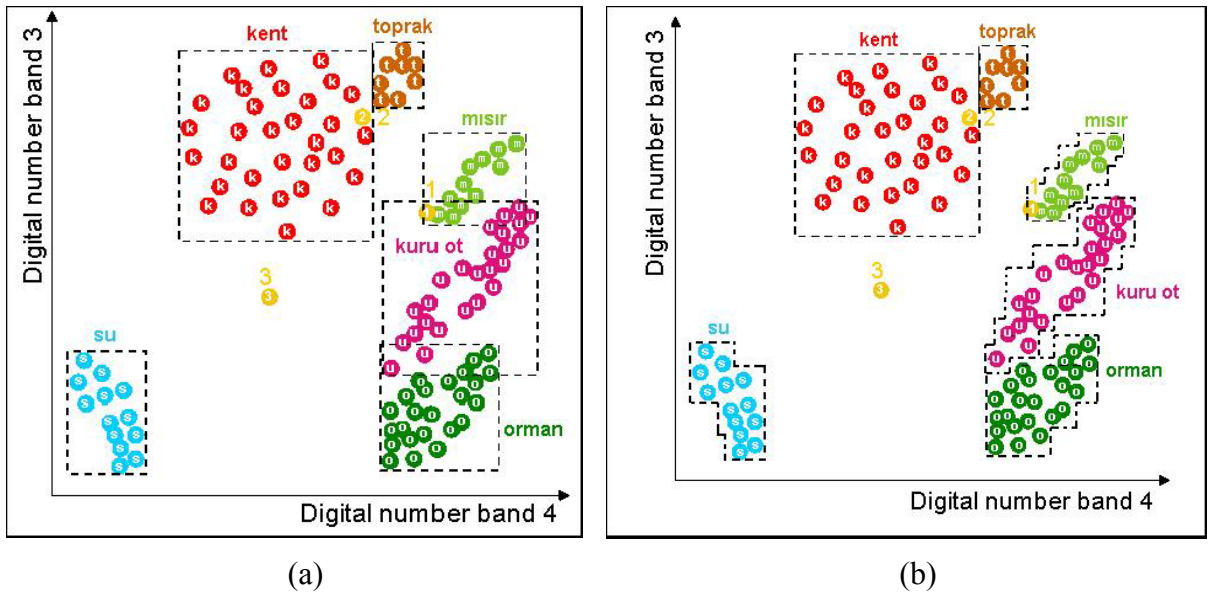 Digital number band 3
kent
toprak
2
mısır
1
kuru ot
3
su
orman
Digital number band 4
(a)
Digital number band 3
kent
toprak
2
mısır
1
3
kuru ot
su
orman
Digital number band 4
(b)